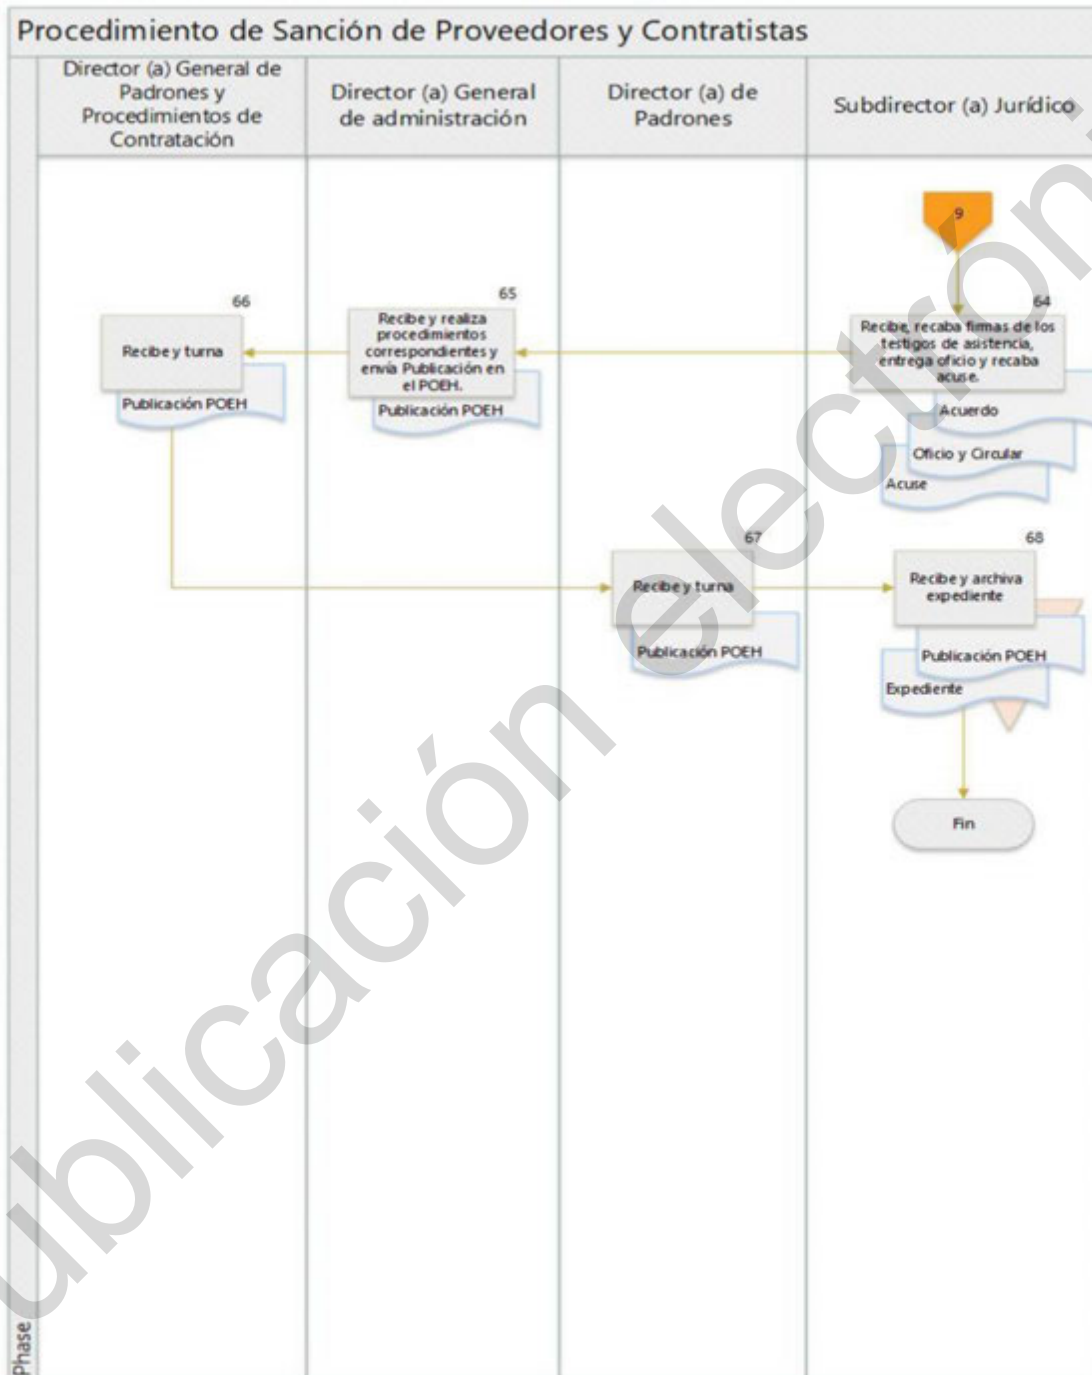 Procedimiento de Sanción de Proveedores y Contratistas
Director (a) General de
Padrones y
Procedimientos de
Contratación
Director (a) General
de administración
Director (a) de
Padrones
Subdirector (a) Jurídico
9
66
Recibe y turna
Publicación POEH
65
Recibe y realiza
procedimientos
correspondientes y
envía Publicación en
el POEH.
Publicación POEH
64
Recibe, recaba firmas de los
testigos de asistencia,
entrega oficio y recaba
acuse.
Acuerdo
Oficio y Circular
Acuse
67
Recibe y turna
Publicación POEH
68
Recibe y archiva
expediente
Publicación POEH
Expediente
Fin
Phase
ublicación electróni